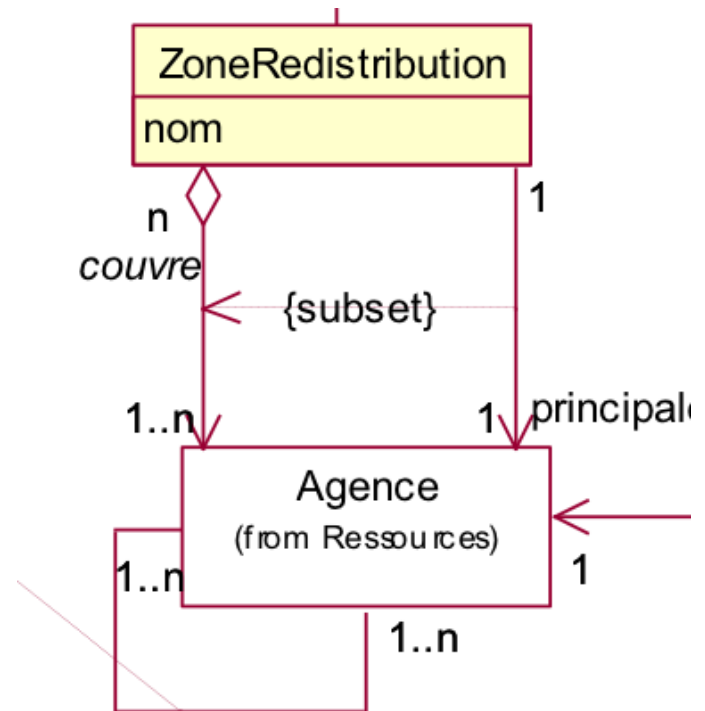 ZoneRedistribution
nom
n
1
couvre
{subset}
1..n
1
Agence
(from Ressources)
1..n
1
1..n